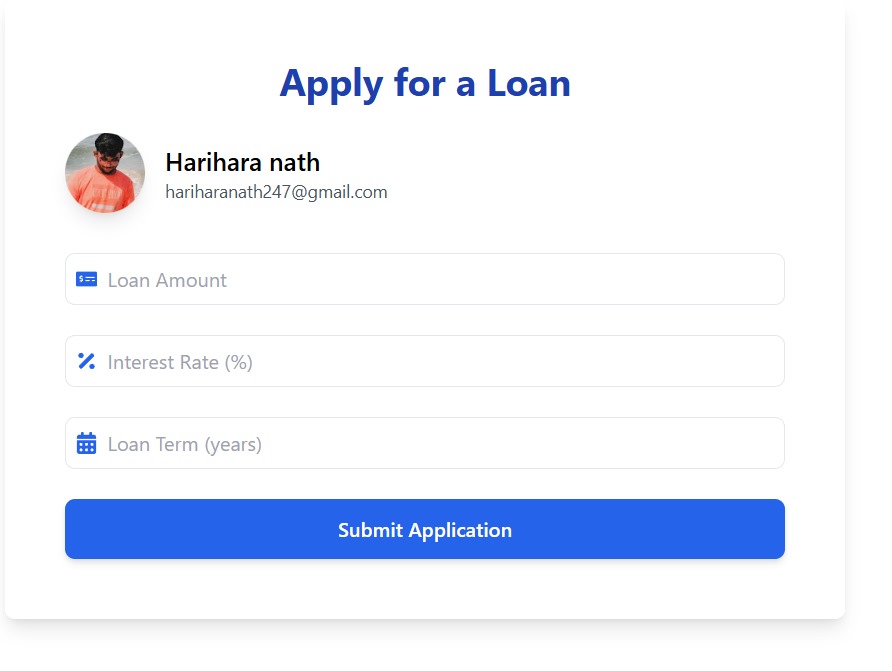 Apply for a Loan
Harihara nath
hariharanath247@gmail.com
Loan Amount
Interest Rate (%)
Loan Term (years)
Submit Application